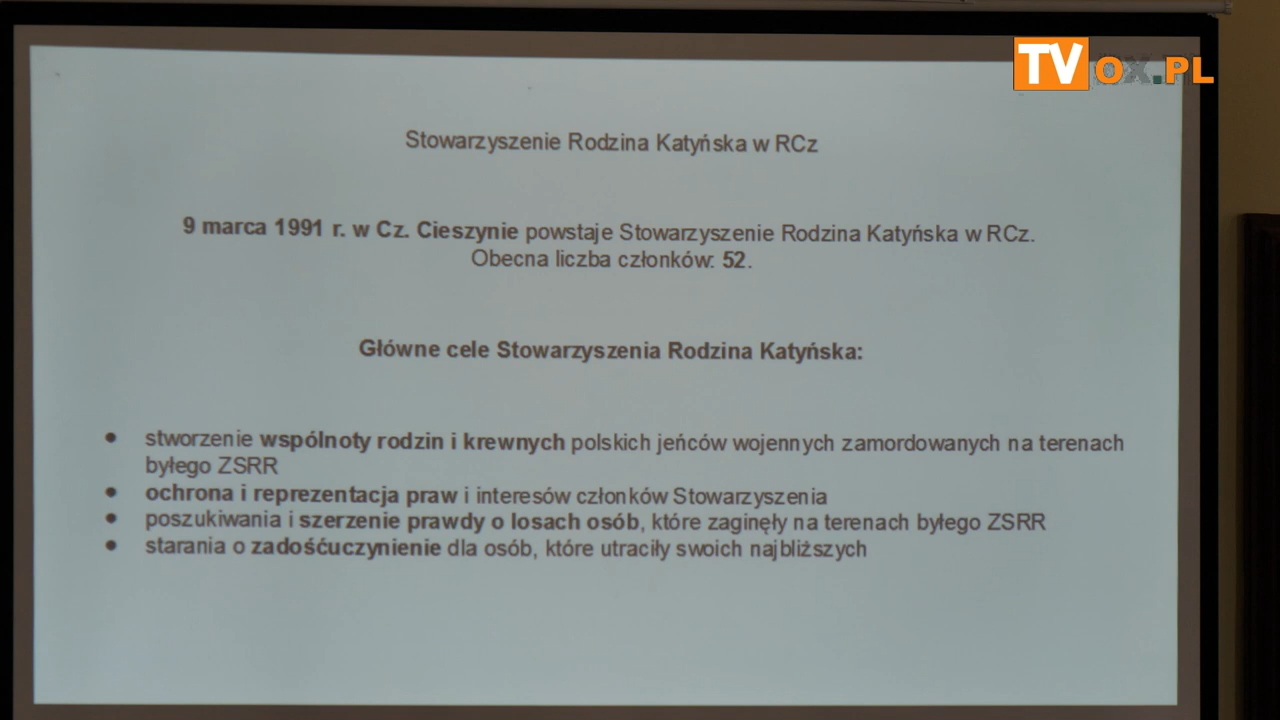 TVOX.PL
Stowarzyszenie Rodzina Katyńska w RCz
9 marca 1991 r. w Cz. Cieszynie powstaje Stowarzyszenie Rodzina Katyńska w RCz.
Obecna liczba członków: 52.
Główne cele Stowarzyszenia Rodzina Katyńska:
● stworzenie wspólnoty rodzin i krewnych polskich jeńców wojennych zamordowanych na terenach
byłego ZSRR
● ochrona i reprezentacja praw i interesów członków Stowarzyszenia
● poszukiwania i szerzenie prawdy o losach osób, które zaginęły na terenach byłego ZSRR
● starania o zadośćuczynienie dla osób, które utraciły swoich najbliższych